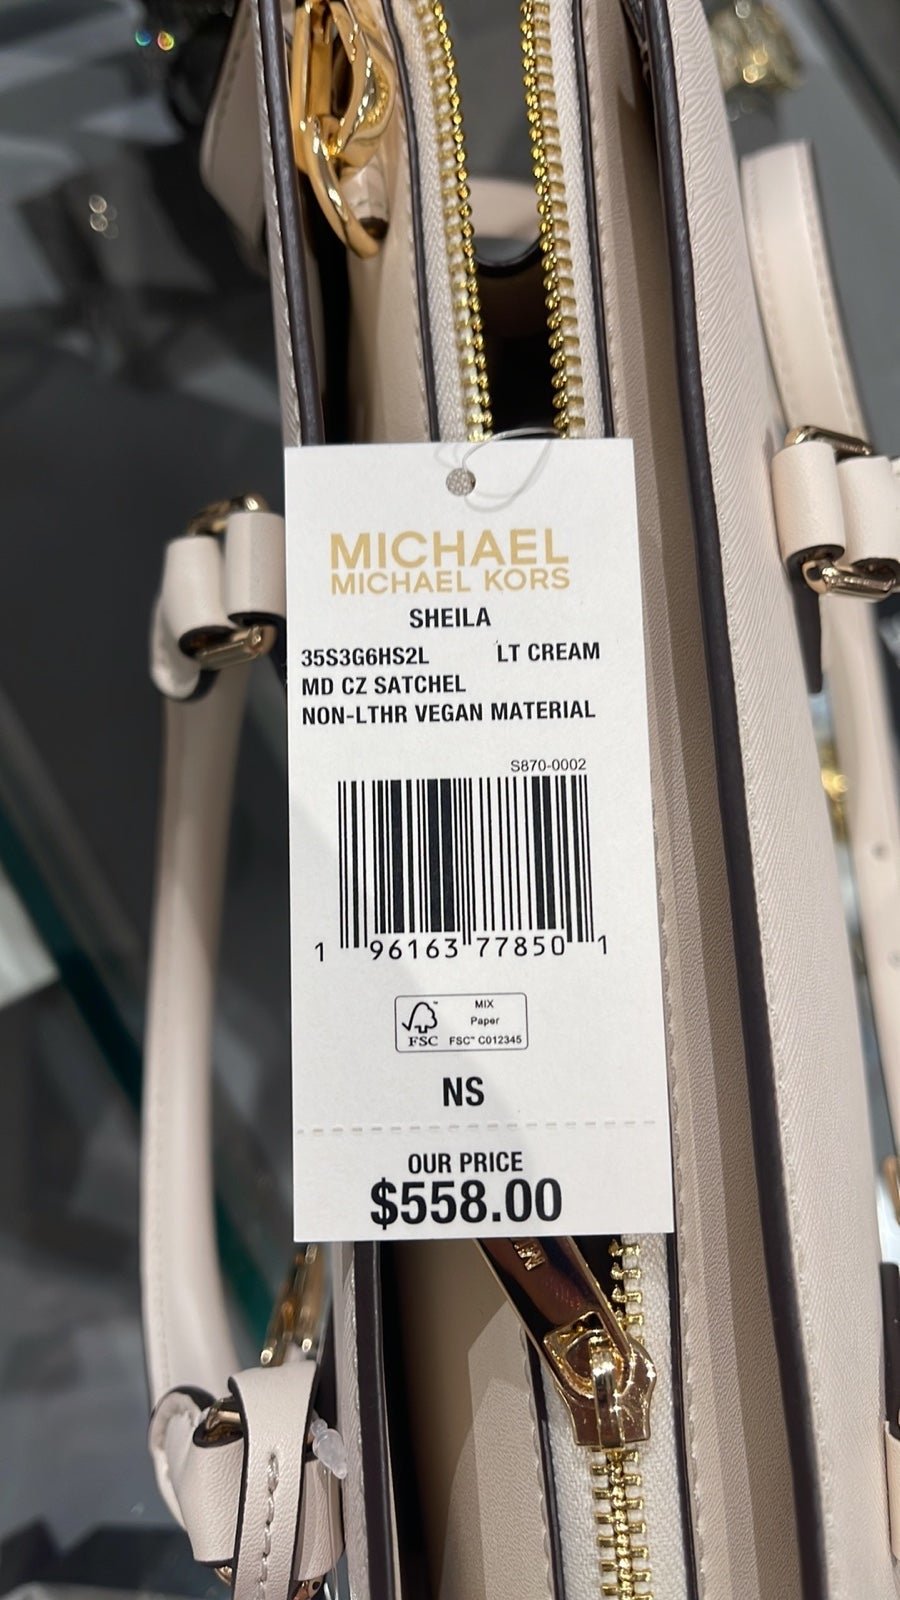 MICHAEL
MICHAEL KORS
SHEILA
35S3G6HS2L LT CREAM
MD CZ SATCHEL
NON-LTHR VEGAN MATERIAL
S870-0002
1 96163 77850 1
MIX
Paper
FSC FSC™ C012345
NS
OUR PRICE
$558.00